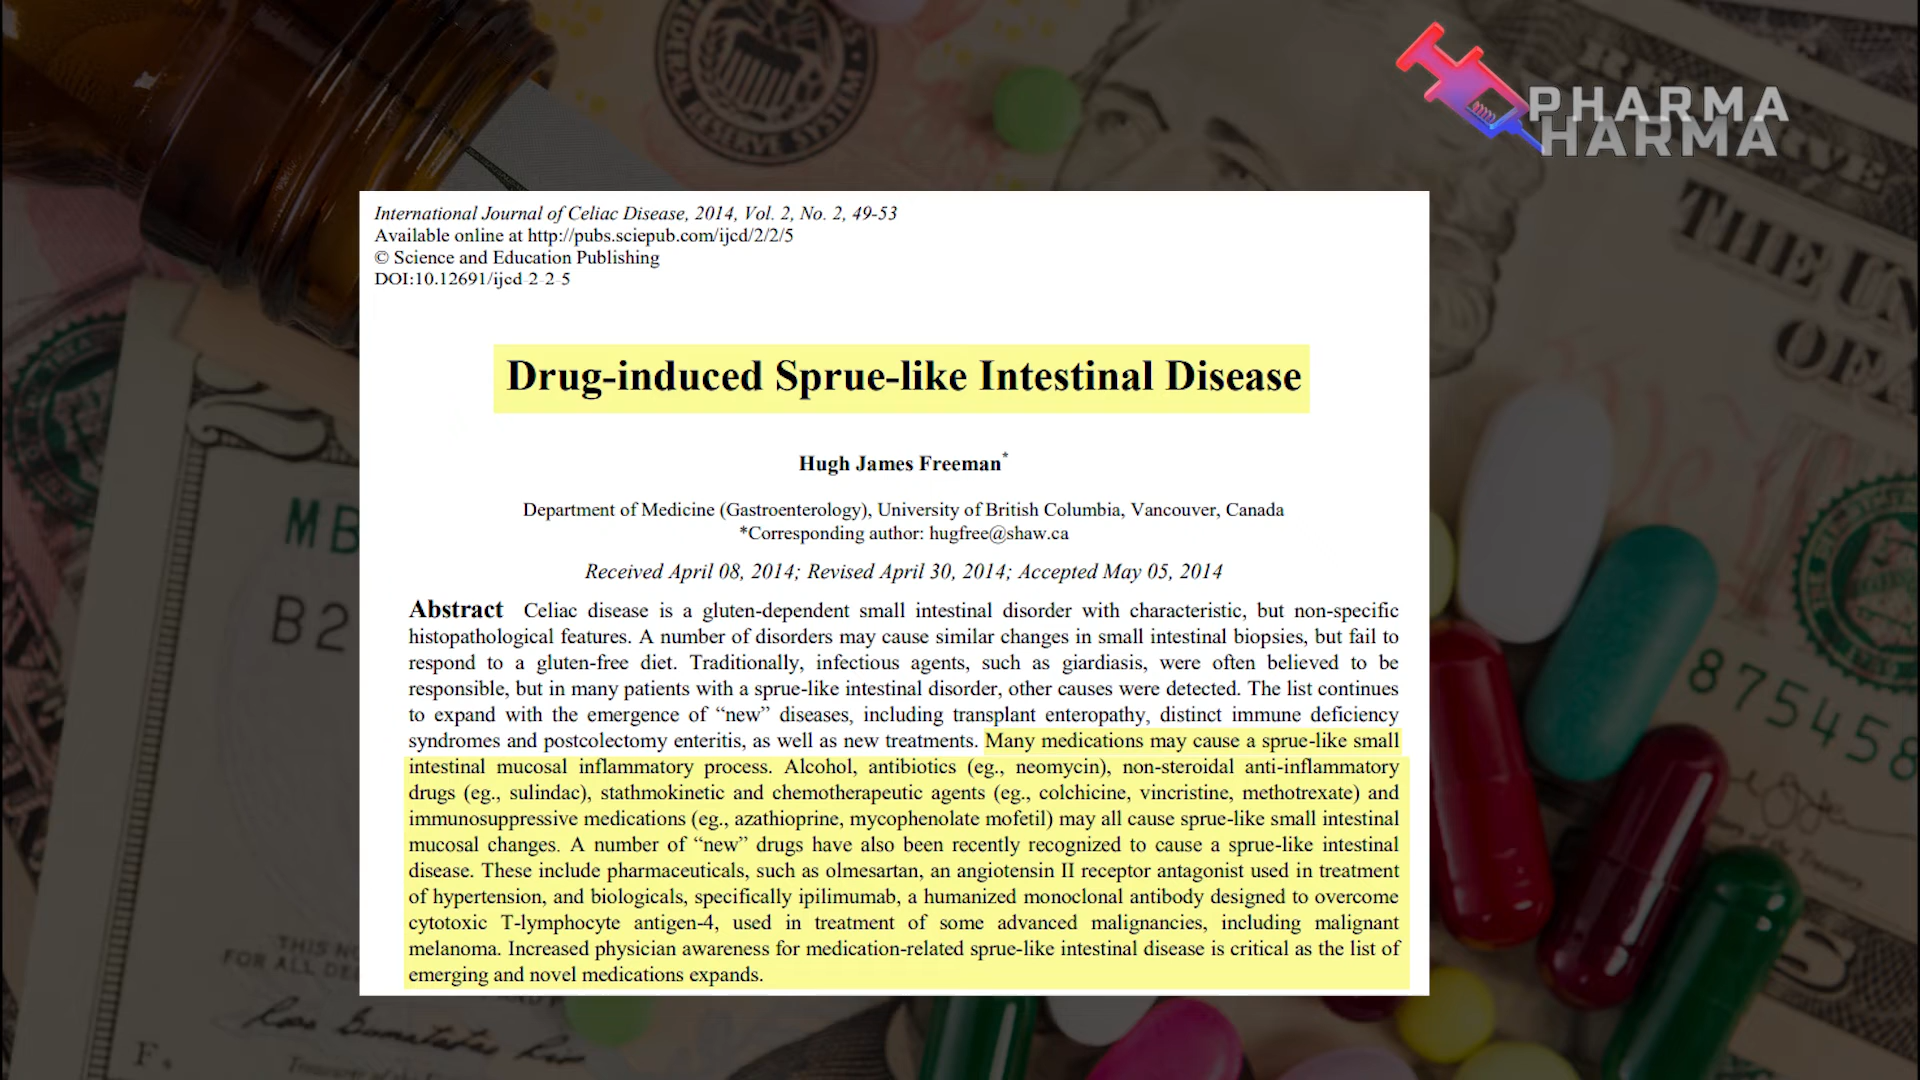 PHARMA
HARMA
FEDERAL RESERVE SYSTEM
THE UN
OF A
International Journal of Celiac Disease, 2014, Vol. 2, No. 2, 49-53
Available online at http://pubs.sciepub.com/ijcd/2/2/5
© Science and Education Publishing
DOI:10.12691/ijcd-2-2-5
Drug-induced Sprue-like Intestinal Disease
Hugh James Freeman*
Department of Medicine (Gastroenterology), University of British Columbia, Vancouver, Canada
*Corresponding author: hugfree@shaw.ca
Received April 08, 2014; Revised April 30, 2014; Accepted May 05, 2014
Abstract Celiac disease is a gluten-dependent small intestinal disorder with characteristic, but non-specific
histopathological features. A number of disorders may cause similar changes in small intestinal biopsies, but fail to
respond to a gluten-free diet. Traditionally, infectious agents, such as giardiasis, were often believed to be
responsible, but in many patients with a sprue-like intestinal disorder, other causes were detected. The list continues
to expand with the emergence of “new” diseases, including transplant enteropathy, distinct immune deficiency
syndromes and postcolectomy enteritis, as well as new treatments. Many medications may cause a sprue-like small
intestinal mucosal inflammatory process. Alcohol, antibiotics (eg., neomycin), non-steroidal anti-inflammatory
drugs (eg., sulindac), stathmokinetic and chemotherapeutic agents (eg., colchicine, vincristine, methotrexate) and
immunosuppressive medications (eg., azathioprine, mycophenolate mofetil) may all cause sprue-like small intestinal
mucosal changes. A number of “new” drugs have also been recently recognized to cause a sprue-like intestinal
disease. These include pharmaceuticals, such as olmesartan, an angiotensin II receptor antagonist used in treatment
of hypertension, and biologicals, specifically ipilimumab, a humanized monoclonal antibody designed to overcome
cytotoxic T-lymphocyte antigen-4, used in treatment of some advanced malignancies, including malignant
melanoma. Increased physician awareness for medication-related sprue-like intestinal disease is critical as the list of
emerging and novel medications expands.
MB
B2
875458
THIS NO
FOR ALL DE
F